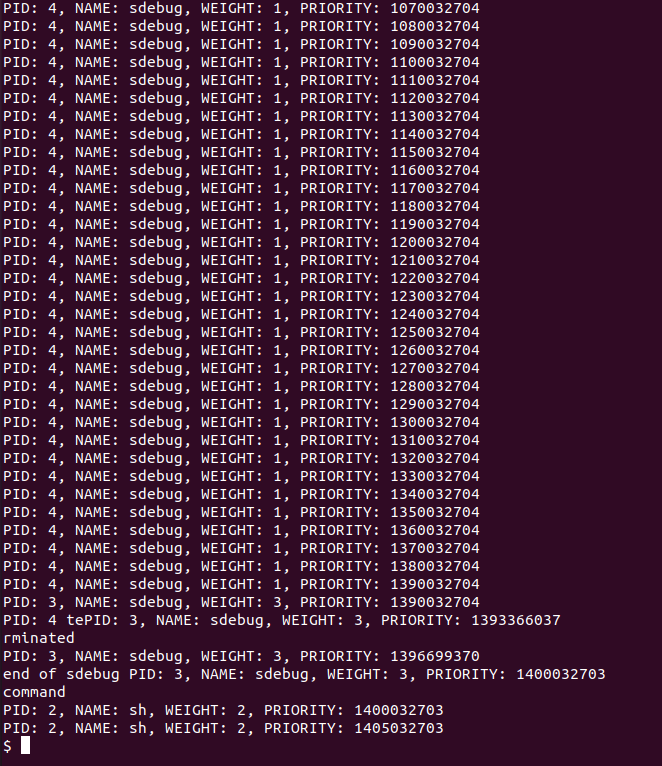 PID: 4, NAME: sdebug, WEIGHT: 1, PRIORITY: 1070032704
PID: 4, NAME: sdebug, WEIGHT: 1, PRIORITY: 1080032704
PID: 4, NAME: sdebug, WEIGHT: 1, PRIORITY: 1090032704
PID: 4, NAME: sdebug, WEIGHT: 1, PRIORITY: 1100032704
PID: 4, NAME: sdebug, WEIGHT: 1, PRIORITY: 1110032704
PID: 4, NAME: sdebug, WEIGHT: 1, PRIORITY: 1120032704
PID: 4, NAME: sdebug, WEIGHT: 1, PRIORITY: 1130032704
PID: 4, NAME: sdebug, WEIGHT: 1, PRIORITY: 1140032704
PID: 4, NAME: sdebug, WEIGHT: 1, PRIORITY: 1150032704
PID: 4, NAME: sdebug, WEIGHT: 1, PRIORITY: 1160032704
PID: 4, NAME: sdebug, WEIGHT: 1, PRIORITY: 1170032704
PID: 4, NAME: sdebug, WEIGHT: 1, PRIORITY: 1180032704
PID: 4, NAME: sdebug, WEIGHT: 1, PRIORITY: 1190032704
PID: 4, NAME: sdebug, WEIGHT: 1, PRIORITY: 1200032704
PID: 4, NAME: sdebug, WEIGHT: 1, PRIORITY: 1210032704
PID: 4, NAME: sdebug, WEIGHT: 1, PRIORITY: 1220032704
PID: 4, NAME: sdebug, WEIGHT: 1, PRIORITY: 1230032704
PID: 4, NAME: sdebug, WEIGHT: 1, PRIORITY: 1240032704
PID: 4, NAME: sdebug, WEIGHT: 1, PRIORITY: 1250032704
PID: 4, NAME: sdebug, WEIGHT: 1, PRIORITY: 1260032704
PID: 4, NAME: sdebug, WEIGHT: 1, PRIORITY: 1270032704
PID: 4, NAME: sdebug, WEIGHT: 1, PRIORITY: 1280032704
PID: 4, NAME: sdebug, WEIGHT: 1, PRIORITY: 1290032704
PID: 4, NAME: sdebug, WEIGHT: 1, PRIORITY: 1300032704
PID: 4, NAME: sdebug, WEIGHT: 1, PRIORITY: 1310032704
PID: 4, NAME: sdebug, WEIGHT: 1, PRIORITY: 1320032704
PID: 4, NAME: sdebug, WEIGHT: 1, PRIORITY: 1330032704
PID: 4, NAME: sdebug, WEIGHT: 1, PRIORITY: 1340032704
PID: 4, NAME: sdebug, WEIGHT: 1, PRIORITY: 1350032704
PID: 4, NAME: sdebug, WEIGHT: 1, PRIORITY: 1360032704
PID: 4, NAME: sdebug, WEIGHT: 1, PRIORITY: 1370032704
PID: 4, NAME: sdebug, WEIGHT: 1, PRIORITY: 1380032704
PID: 4, NAME: sdebug, WEIGHT: 1, PRIORITY: 1390032704
PID: 3, NAME: sdebug, WEIGHT: 3, PRIORITY: 1390032704
PID: 4 tePID: 3, NAME: sdebug, WEIGHT: 3, PRIORITY: 1393366037
rminated
PID: 3, NAME: sdebug, WEIGHT: 3, PRIORITY: 1396699370
end of sdebug PID: 3, NAME: sdebug, WEIGHT: 3, PRIORITY: 1400032703
command
PID: 2, NAME: sh, WEIGHT: 2, PRIORITY: 1400032703
PID: 2, NAME: sh, WEIGHT: 2, PRIORITY: 1405032703
$